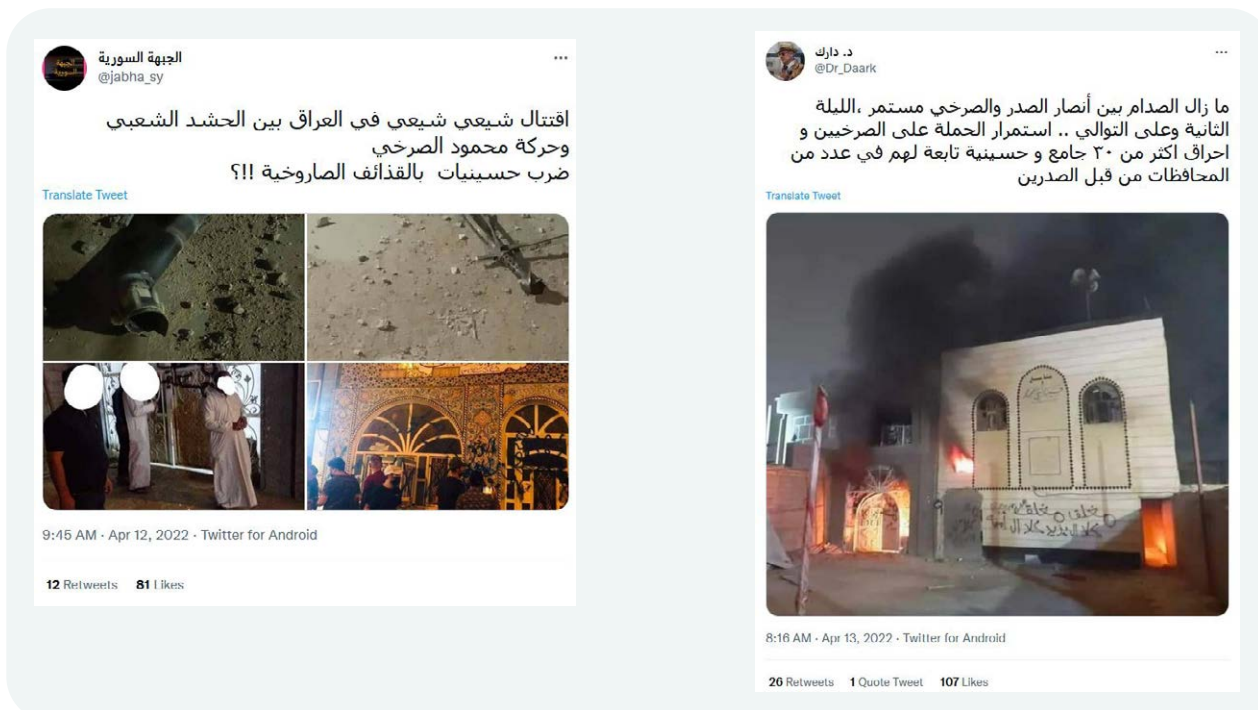 الجبهة السورية
@jabha_sy
اقتتال شيعي شيعي في العراق بين الحشد الشعبي
وحركة محمود الصرخي
ضرب حسينيات بالقذائف الصاروخية !!؟
Translate Tweet
9:45 AM · Apr 12, 2022 · Twitter for Android
12 Retweets 81 Likes
د. دارك
@Dr_Daark
ما زال الصدام بين أنصار الصدر والصرخي مستمر ،الليلة
الثانية وعلى التوالي .. استمرار الحملة على الصرخيين و
احراق اكثر من ٣٠ جامع و حسينية تابعة لهم في عدد من
المحافظات من قبل الصدرين
Translate Tweet
8:16 AM · Apr 13, 2022 · Twitter for Android
26 Retweets 1 Quote Tweet 107 Likes